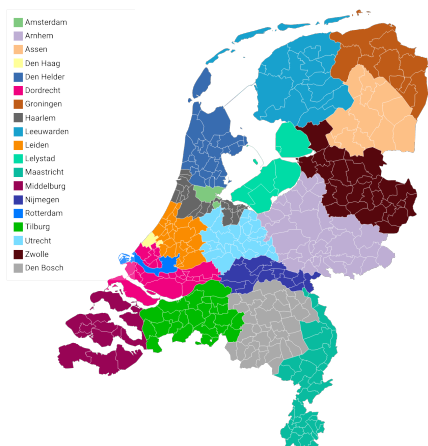 Amsterdam
Arnhem
Assen
Den Haag
Den Helder
Dordrecht
Groningen
Haarlem
Leeuwarden
Leiden
Lelystad
Maastricht
Middelburg
Nijmegen
Rotterdam
Tilburg
Utrecht
Zwolle
Den Bosch